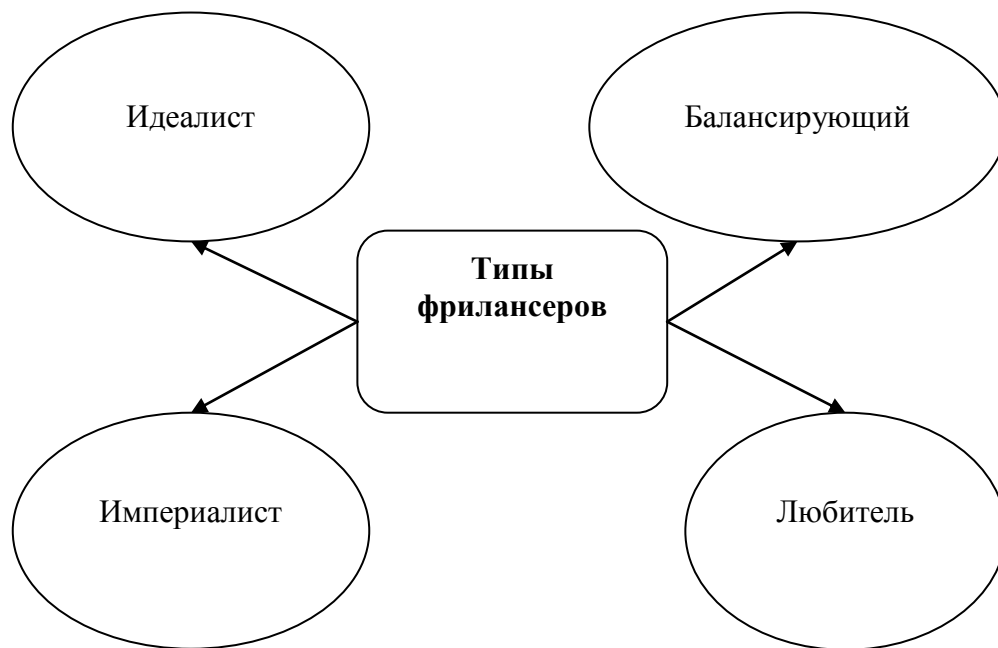 Идеалист
Балансирующий
Типы
фрилансеров
Империалист
Любитель